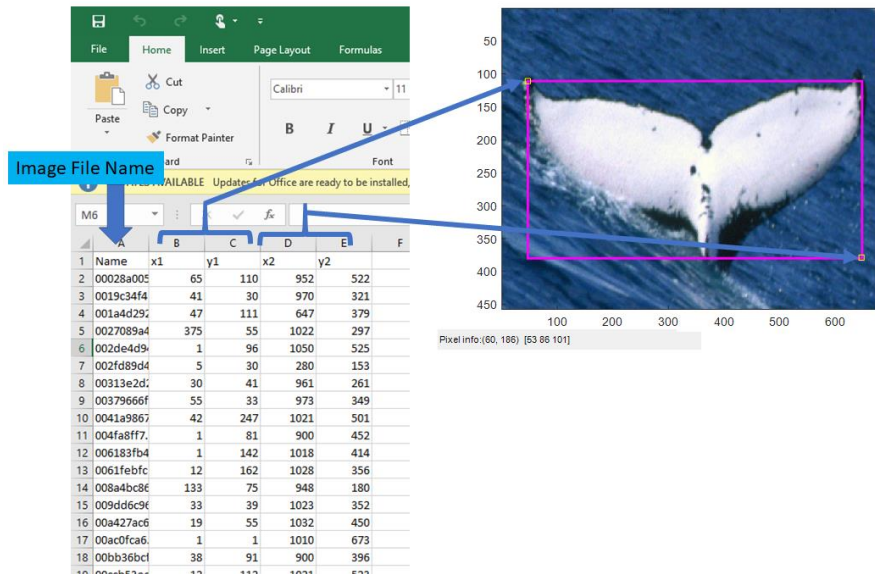 File Home Insert Page Layout Formulas
Cut
Copy
Format Painter
Paste
Calibri 11
B I U
Font
Image File Name
AVAILABLE Updates for Office are ready to be installed,
M6
fx
A B C D E F
1 Name x1 y1 x2 y2
2 00028a005 65 110 952 522
3 0019c34f4 41 30 970 321
4 001a4d292 47 111 647 379
5 0027089a4 375 55 1022 297
6 002de4d94 1 96 1050 525
7 002fd89d4 5 30 280 153
8 00313e2d2 30 41 961 261
9 00379666f 55 33 973 349
10 0041a9867 42 247 1021 501
11 004fa8ff7. 1 81 900 452
12 006183fb4 1 142 1018 414
13 0061febfc 12 162 1028 356
14 008a4bc86 133 75 948 180
15 009dd6c96 33 39 1023 352
16 00a427ac6 19 55 1032 450
17 00ac0fca6. 1 1 1010 673
18 00bb36bcf 38 91 900 396
50
100
150
200
250
300
350
400
450
100 200 300 400 500 600
Pixel info:(60, 186) [53 86 101]